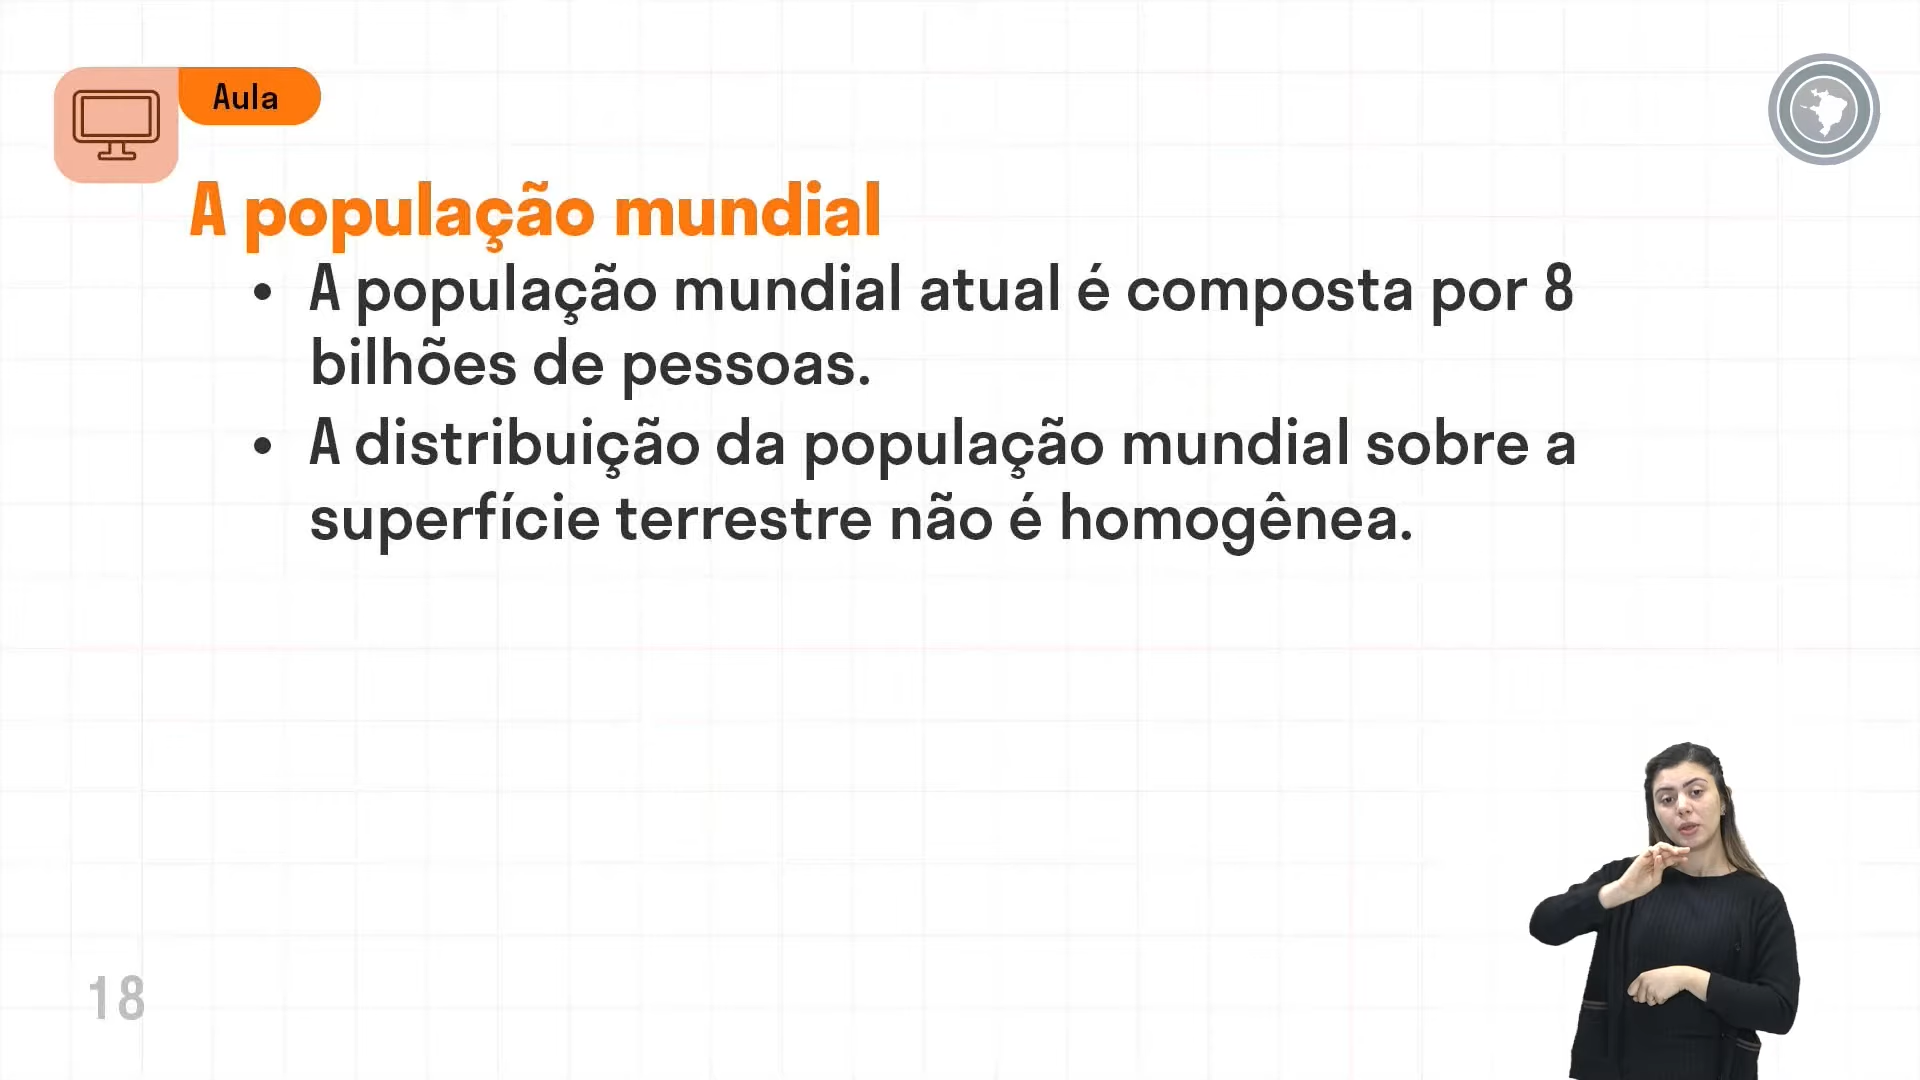 Aula
A população mundial
• A população mundial atual é composta por 8
bilhões de pessoas.
• A distribuição da população mundial sobre a
superfície terrestre não é homogênea.
18